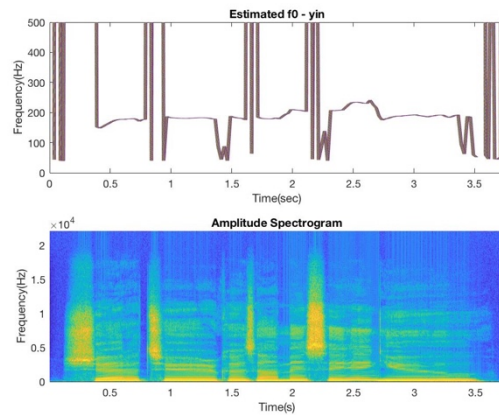 Estimated f0 - yin
500
400
300
200
100
0
Frequency(Hz)
0 0.5 1 1.5 2 2.5 3 3.5
Time(sec)
Amplitude Spectrogram
×10⁴
2
1.5
1
0.5
0
Frequency(Hz)
0 0.5 1 1.5 2 2.5 3 3.5
Time(s)